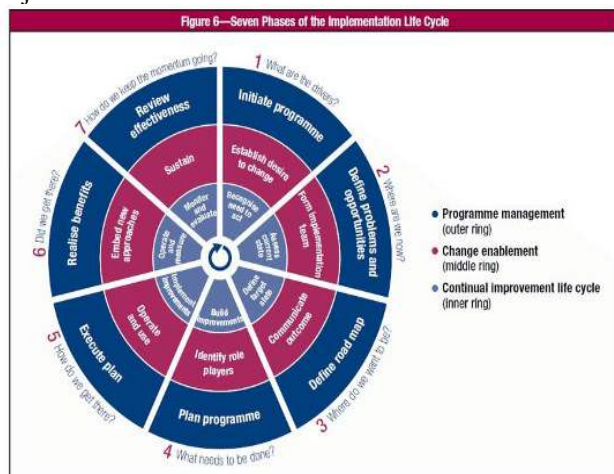 Figure 6—Seven Phases of the Implementation Life Cycle
1 What are the drivers?
Initiate programme
Establish desire
to change
Recognise
need to
act
2 Where are we now?
Define problems and
opportunities
Form implementation
team
Assess
current
state
3 Where do we want to be?
Define road map
Communicate
outcome
Define
target
state
4 What needs to be done?
Plan programme
Identify role
players
Build
improvements
5 How do we get there?
Execute plan
Operate
and use
Implement
improvements
6 Did we get there?
Realise benefits
Embed new
approaches
Operate
and
measure
7 How do we keep the momentum going?
Review
effectiveness
Sustain
Monitor
and
evaluate
• Programme management
(outer ring)
• Change enablement
(middle ring)
• Continual improvement life cycle
(inner ring)